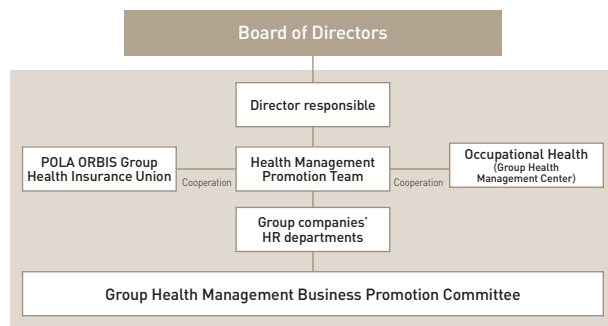 Board of Directors
Director responsible
POLA ORBIS Group
Health Insurance Union
Cooperation
Health Management
Promotion Team
Cooperation
Occupational Health
(Group Health
Management Center)
Group companies'
HR departments
Group Health Management Business Promotion Committee